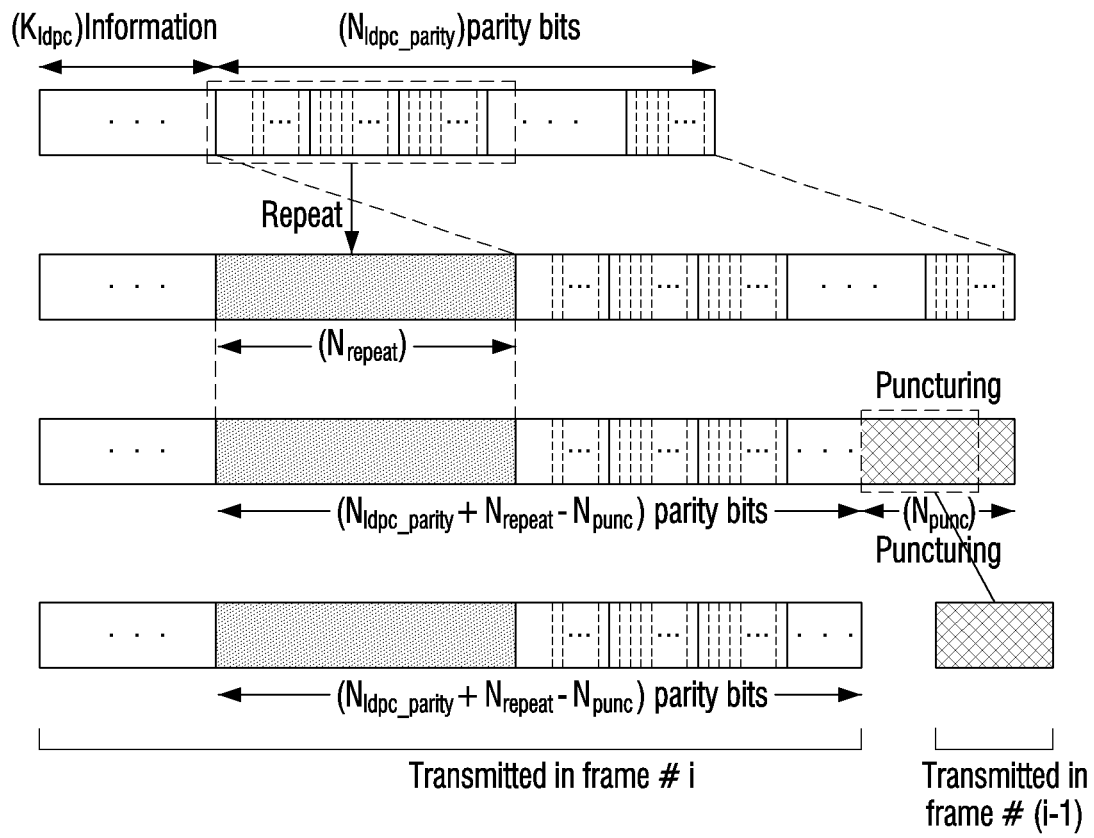 (Kldpc)Information
(Nldpc_parity)parity bits
Repeat
(Nrepeat)
Puncturing
(Nldpc_parity + Nrepeat - Npunc) parity bits
(Npunc)
Puncturing
(Nldpc_parity + Nrepeat - Npunc) parity bits
Transmitted in frame # i
Transmitted in
frame # (i-1)